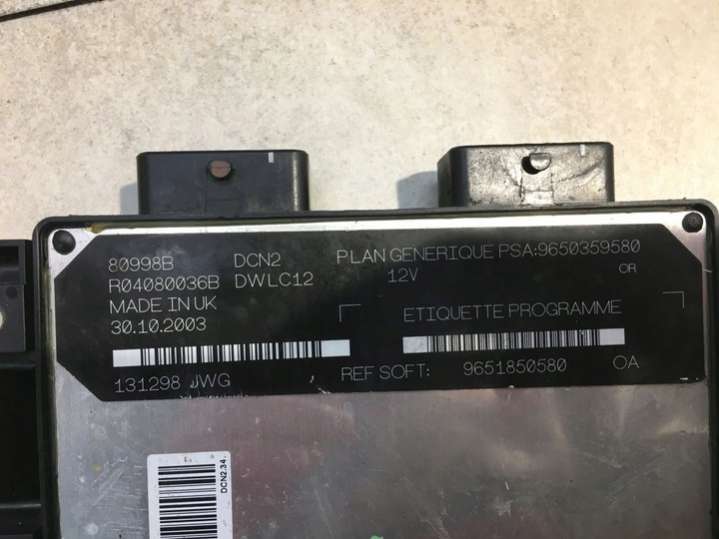 80998B DCN2 PLAN GENERIQUE PSA:9650359580
R04080036B DWLC12 12V OR
MADE IN UK
30.10.2003 ETIQUETTE PROGRAMME
131298 JWG REF SOFT: 9651850580 OA
DCN2.34.